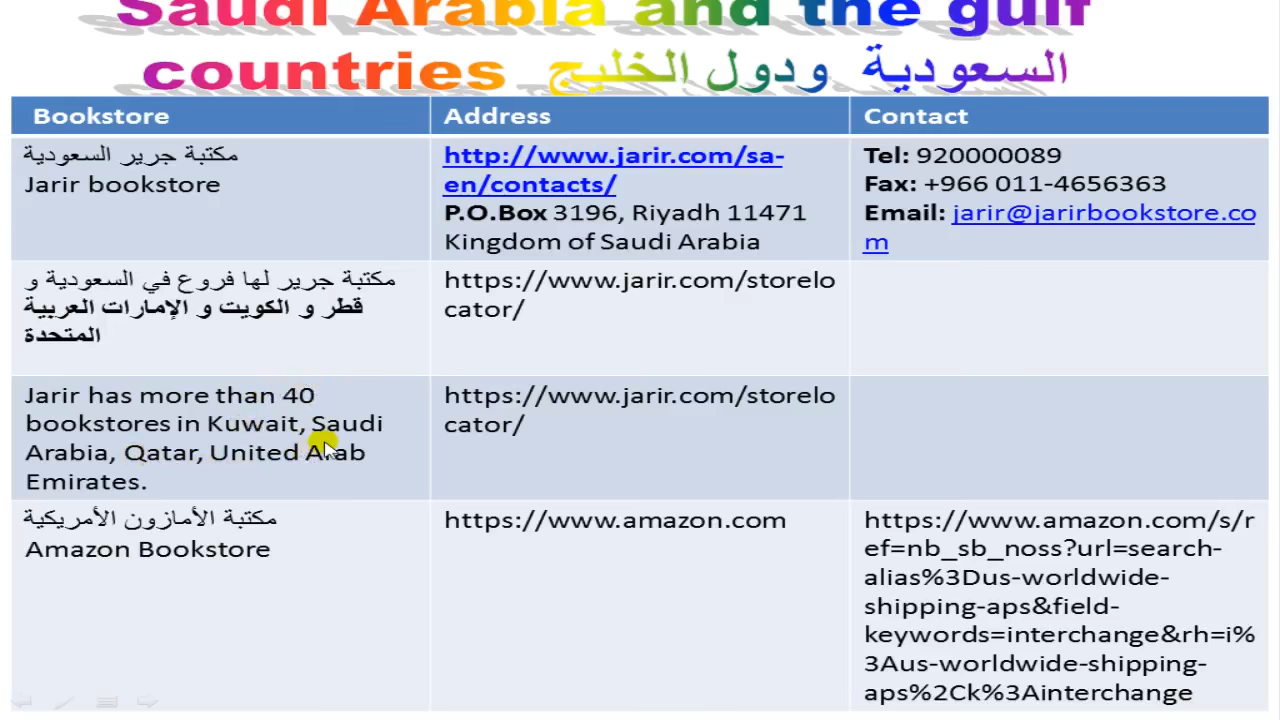 Saudi Arabia and the gulf
countries السعودية ودول الخليج
Bookstore
Address
Contact
مكتبة جرير السعودية
Jarir bookstore
http://www.jarir.com/sa-
en/contacts/
P.O.Box 3196, Riyadh 11471
Kingdom of Saudi Arabia
Tel: 920000089
Fax: +966 011-4656363
Email: jarir@jarirbookstore.co
m
مكتبة جرير لها فروع في السعودية و
قطر و الكويت و الإمارات العربية
المتحدة
https://www.jarir.com/storelo
cator/
Jarir has more than 40
bookstores in Kuwait, Saudi
Arabia, Qatar, United Arab
Emirates.
https://www.jarir.com/storelo
cator/
مكتبة الأمازون الأمريكية
Amazon Bookstore
https://www.amazon.com
https://www.amazon.com/s/r
ef=nb_sb_noss?url=search-
alias%3Dus-worldwide-
shipping-aps&field-
keywords=interchange&rh=i%
3Aus-worldwide-shipping-
aps%2Ck%3Ainterchange